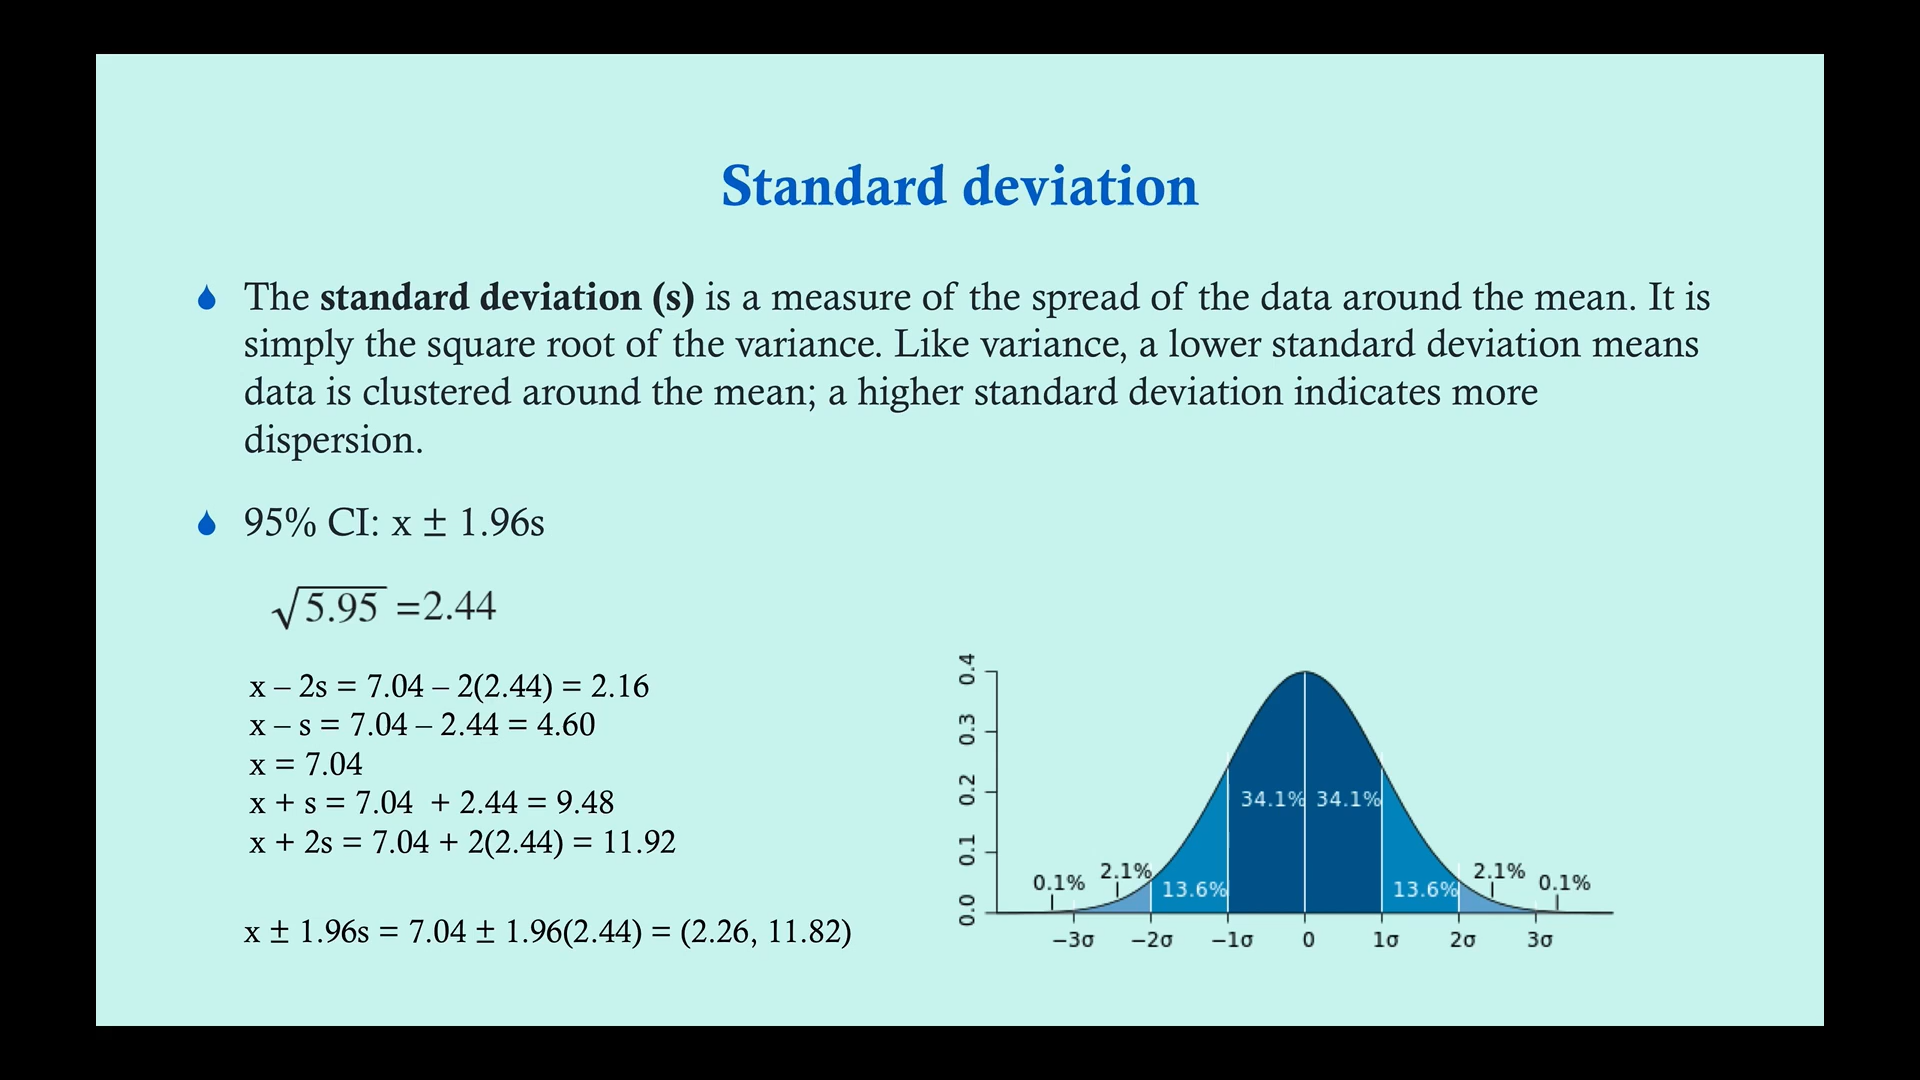 Standard deviation
The standard deviation (s) is a measure of the spread of the data around the mean. It is
simply the square root of the variance. Like variance, a lower standard deviation means
data is clustered around the mean; a higher standard deviation indicates more
dispersion.
95% CI: x ± 1.96s
√5.95 =2.44
x – 2s = 7.04 – 2(2.44) = 2.16
x – s = 7.04 – 2.44 = 4.60
x = 7.04
x + s = 7.04 + 2.44 = 9.48
x + 2s = 7.04 + 2(2.44) = 11.92
x ± 1.96s = 7.04 ± 1.96(2.44) = (2.26, 11.82)
0.4
0.3
0.2
0.1
0.0
34.1% 34.1%
0.1% 2.1% 13.6% 13.6% 2.1% 0.1%
−3σ −2σ −1σ 0 1σ 2σ 3σ